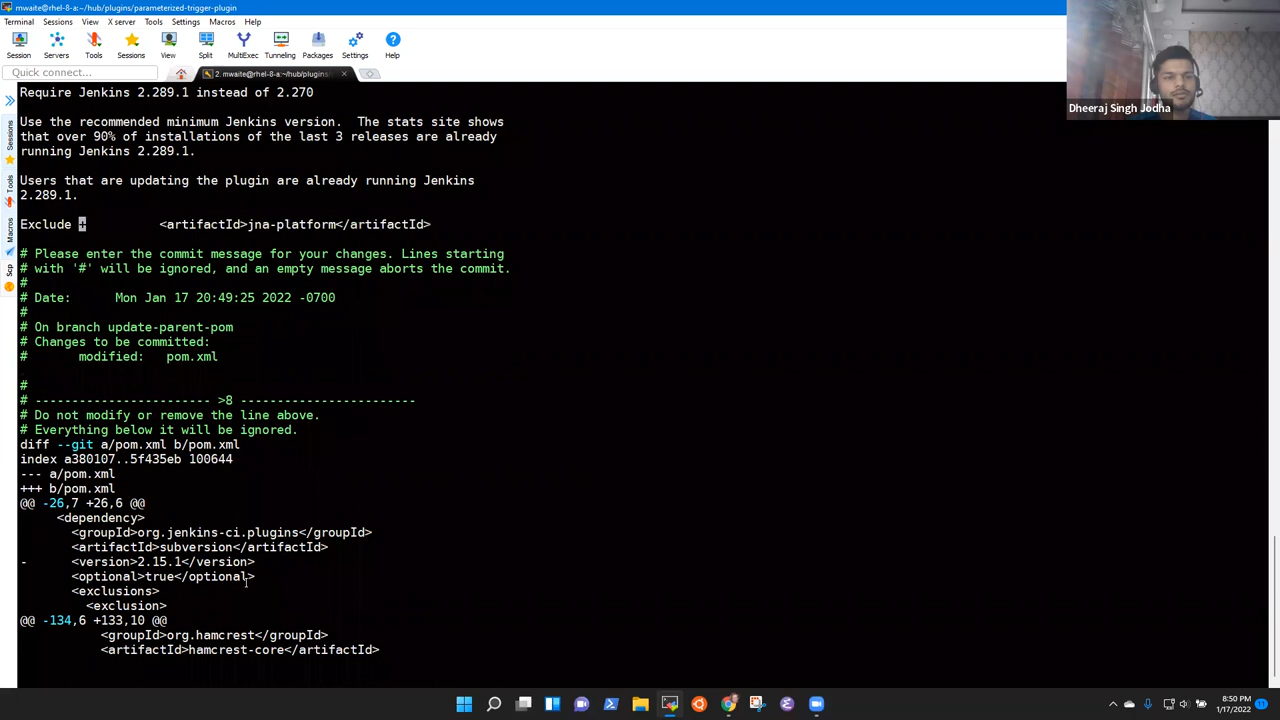 mwaite@rhel-8-a:~/hub/plugins/parameterized-trigger-plugin
Terminal Sessions View X server Tools Settings Macros Help
Session Servers Tools Sessions View Split MultiExec Tunneling Packages Settings Help
Dheeraj Singh Jodha
Quick connect...
2. mwaite@rhel-8-a:~/hub/plugins
Require Jenkins 2.289.1 instead of 2.270
Use the recommended minimum Jenkins version.  The stats site shows
that over 90% of installations of the last 3 releases are already
running Jenkins 2.289.1.
Users that are updating the plugin are already running Jenkins
2.289.1.
Exclude +          <artifactId>jna-platform</artifactId>
# Please enter the commit message for your changes. Lines starting
# with '#' will be ignored, and an empty message aborts the commit.
#
# Date:      Mon Jan 17 20:49:25 2022 -0700
#
# On branch update-parent-pom
# Changes to be committed:
#       modified:   pom.xml
#
# ------------------------ >8 ------------------------
# Do not modify or remove the line above.
# Everything below it will be ignored.
diff --git a/pom.xml b/pom.xml
index a380107..5f435eb 100644
--- a/pom.xml
+++ b/pom.xml
@@ -26,7 +26,6 @@
<dependency>
<groupId>org.jenkins-ci.plugins</groupId>
<artifactId>subversion</artifactId>
-      <version>2.15.1</version>
<optional>true</optional>
<exclusions>
<exclusion>
@@ -134,6 +133,10 @@
<groupId>org.hamcrest</groupId>
<artifactId>hamcrest-core</artifactId>
Sessions
Tools
Macros
Scp
8:50 PM
1/17/2022